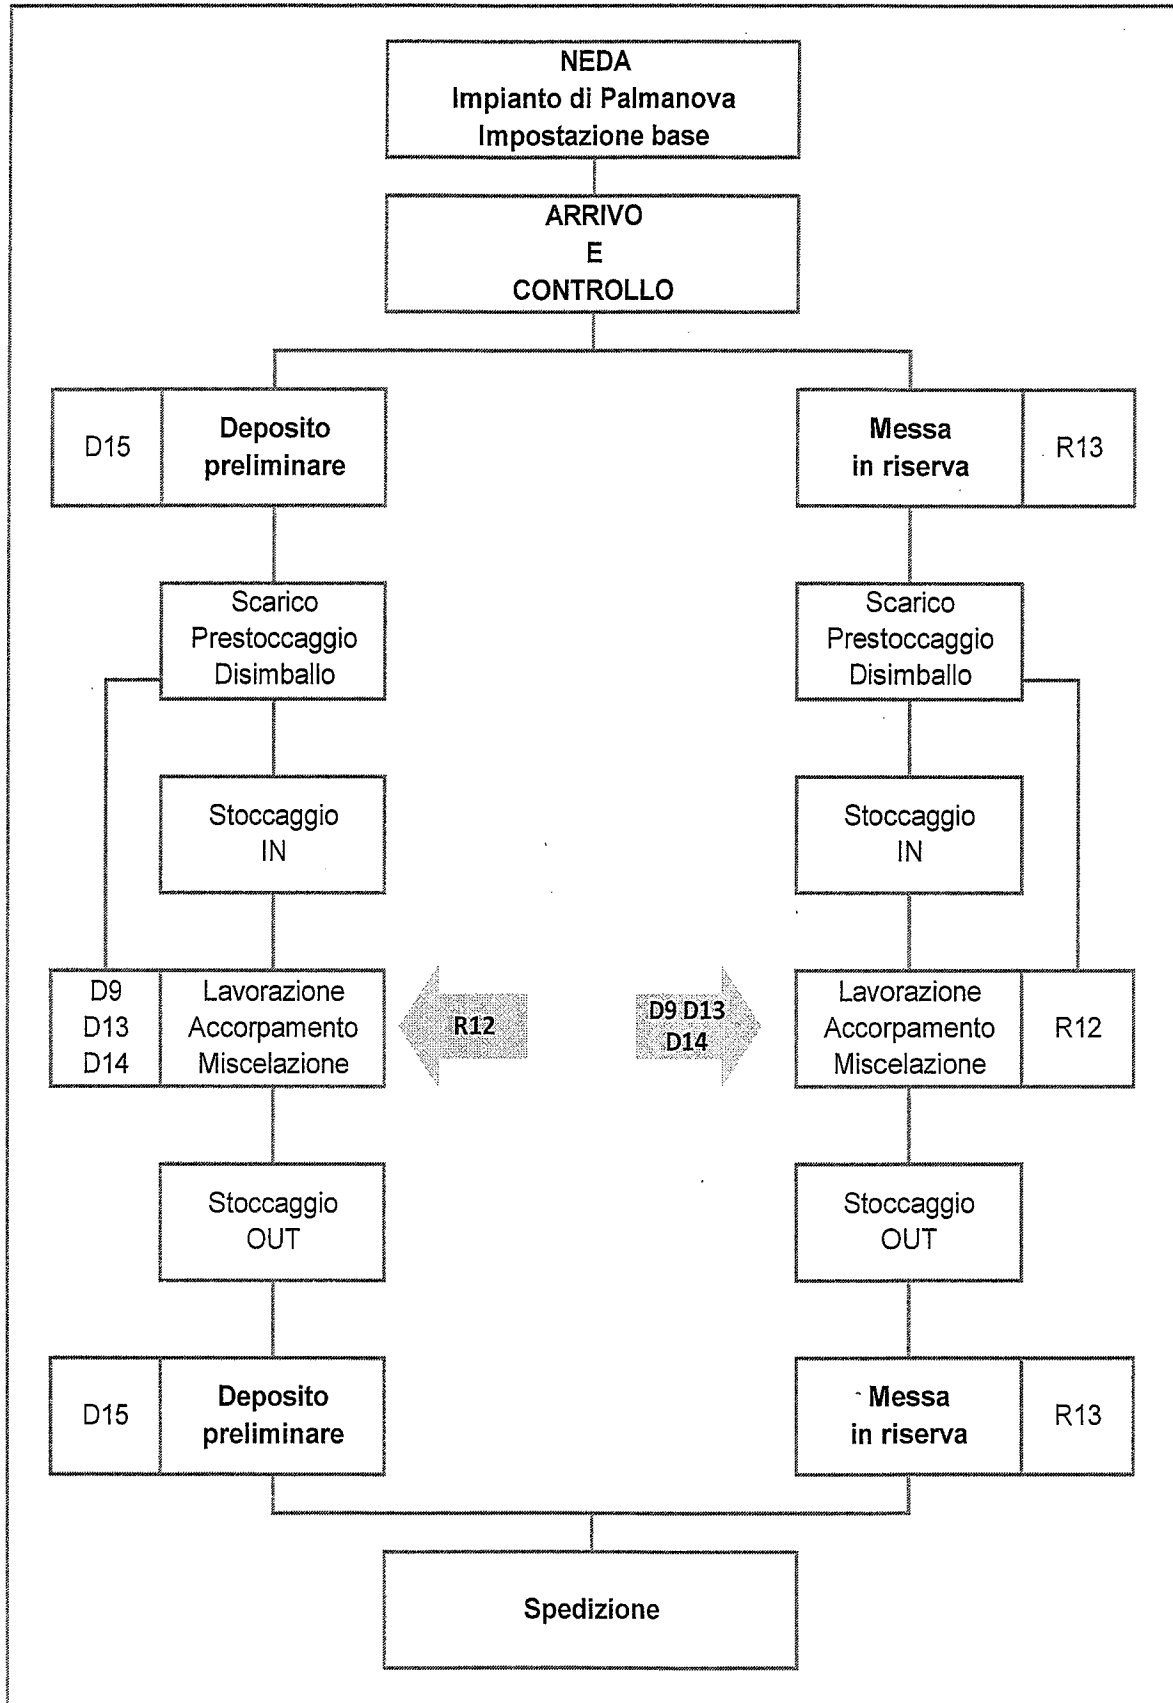 NEDA
Impianto di Palmanova
Impostazione base
ARRIVO
E
CONTROLLO
D15
Deposito
preliminare
Messa
in riserva
R13
Scarico
Prestoccaggio
Disimballo
Scarico
Prestoccaggio
Disimballo
Stoccaggio
IN
Stoccaggio
IN
D9
D13
D14
Lavorazione
Accorpamento
Miscelazione
R12
D9 D13
D14
Lavorazione
Accorpamento
Miscelazione
R12
Stoccaggio
OUT
Stoccaggio
OUT
D15
Deposito
preliminare
Messa
in riserva
R13
Spedizione